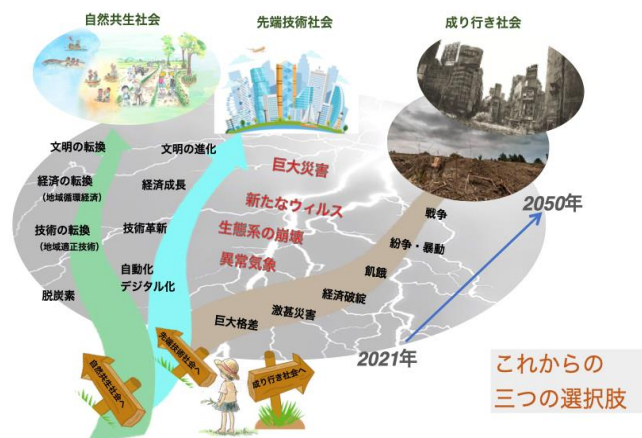 自然共生社会
先端技術社会
成り行き社会
文明の転換
経済の転換
(地域循環経済)
技術の転換
(地域適正技術)
脱炭素
文明の進化
経済成長
技術革新
自動化
デジタル化
巨大災害
新たなウィルス
生態系の崩壊
異常気象
戦争
紛争・暴動
飢餓
経済破綻
激甚災害
巨大格差
2050年
2021年
自然共生社会へ
先端技術社会へ
成り行き社会へ
これからの
三つの選択肢